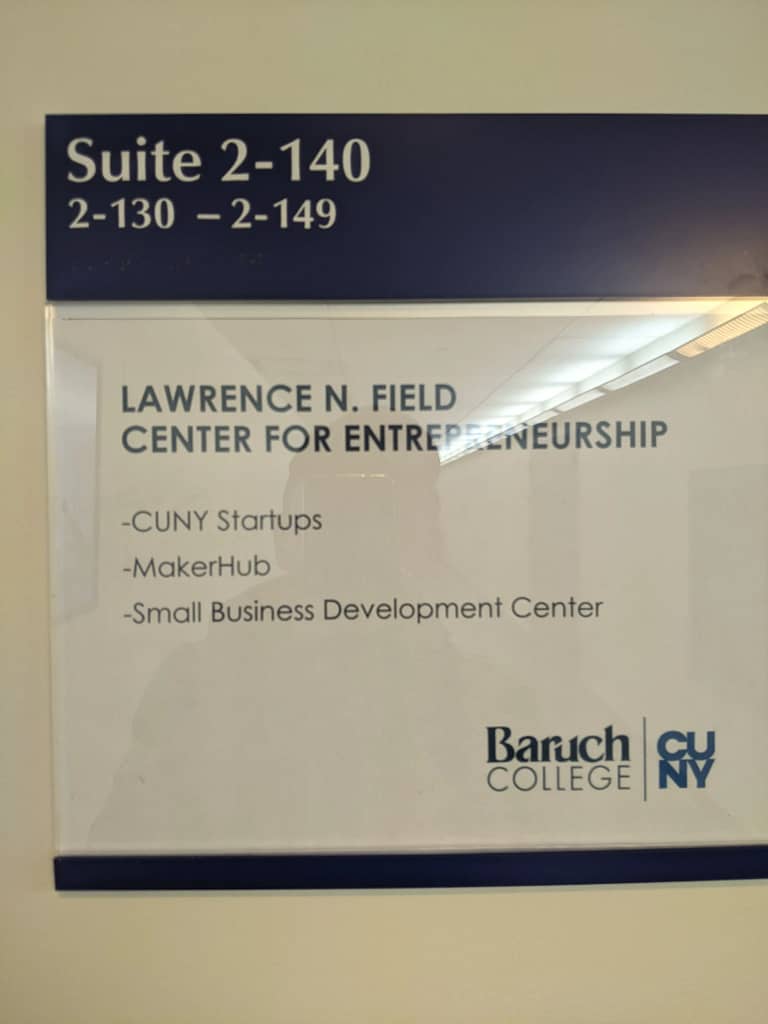 Suite 2-140
2-130 – 2-149
LAWRENCE N. FIELD
CENTER FOR ENTREPRENEURSHIP
-CUNY Startups
-MakerHub
-Small Business Development Center
Baruch
COLLEGE
CU
NY